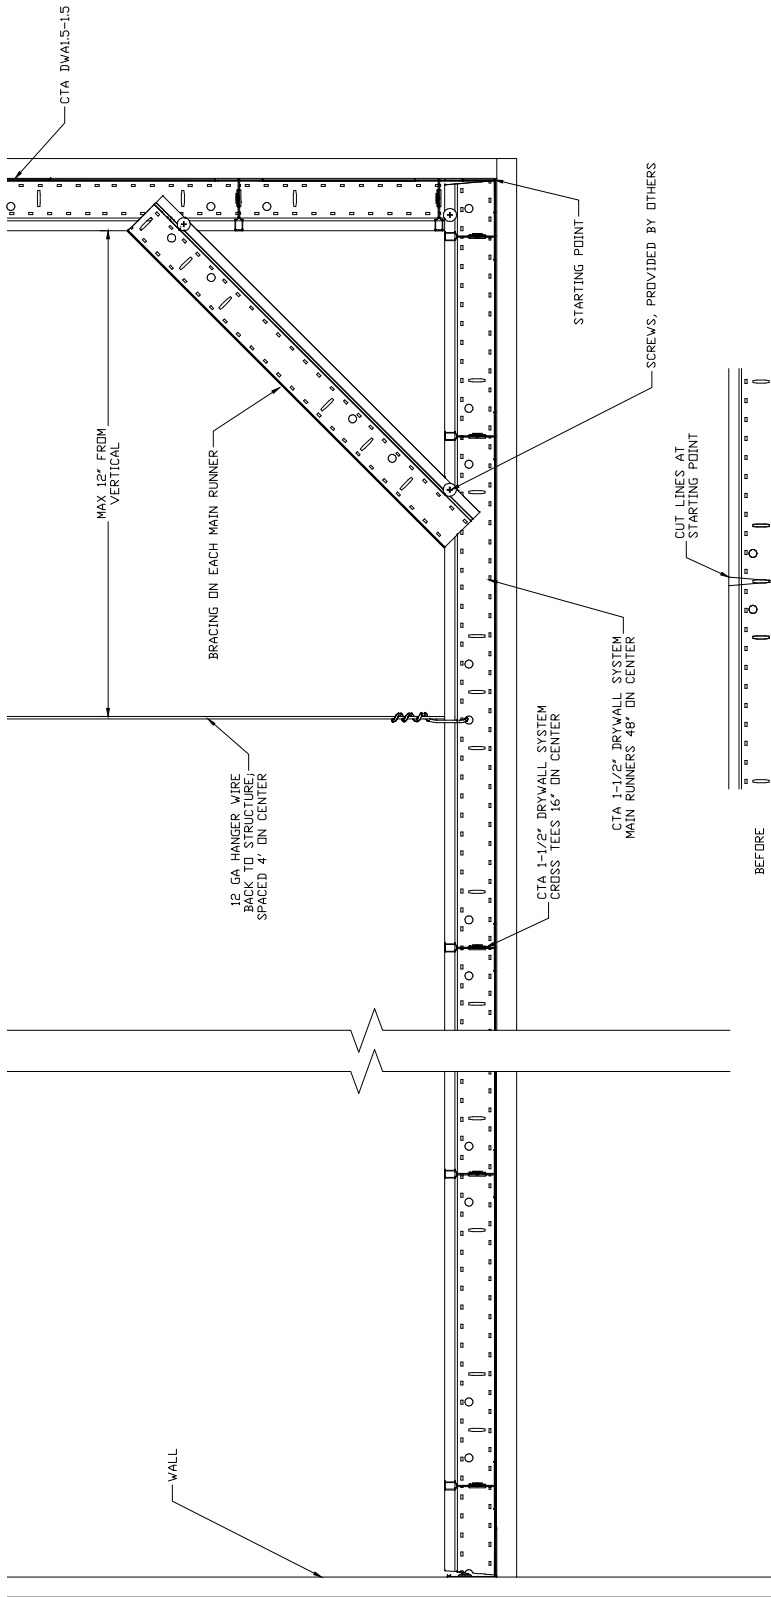 CTA DWA1.5-1.5
MAX 12" FROM
VERTICAL
BRACING ON EACH MAIN RUNNER
STARTING POINT
SCREWS, PROVIDED BY OTHERS
CUT LINES AT
STARTING POINT
12 GA HANGER WIRE
BACK TO STRUCTURE;
SPACED 4' ON CENTER
CTA 1-1/2" DRYWALL SYSTEM
CROSS TEES 16" ON CENTER
CTA 1-1/2" DRYWALL SYSTEM
MAIN RUNNERS 48" ON CENTER
BEFORE
WALL